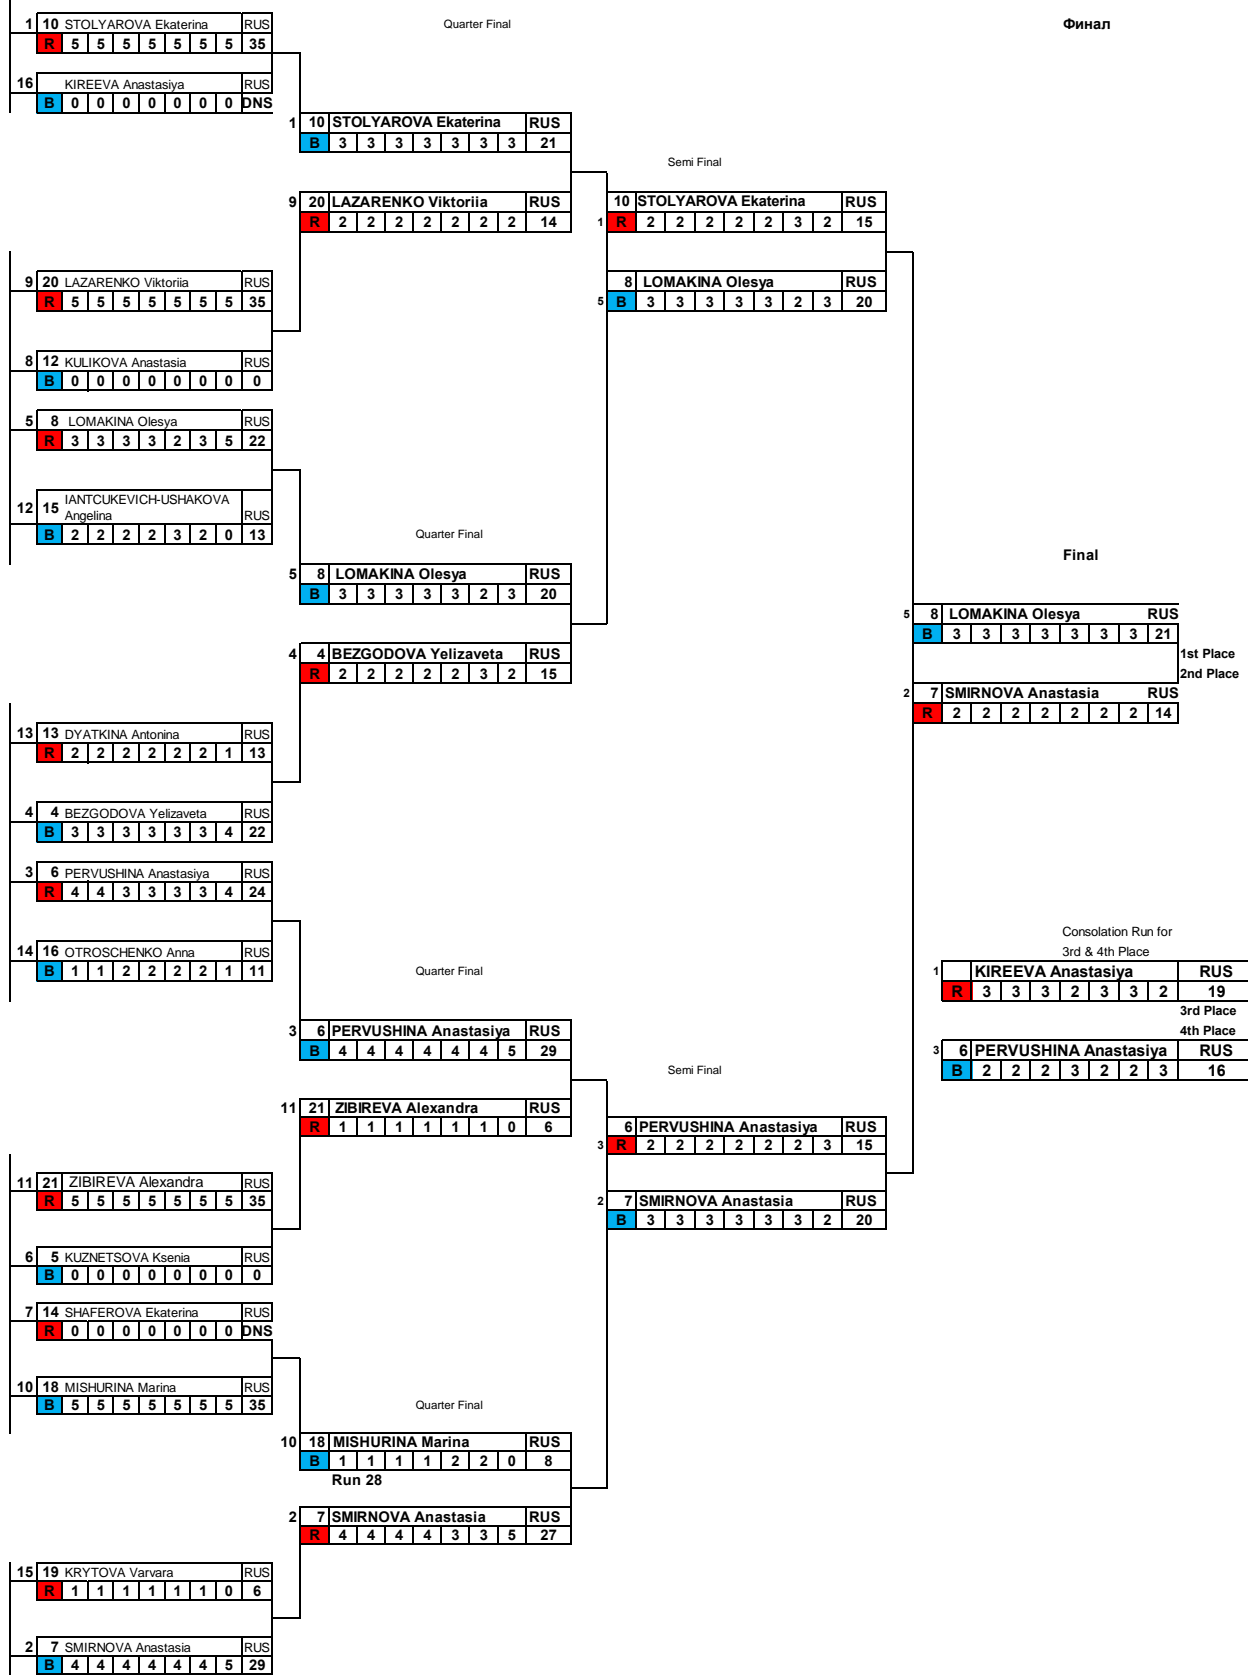 1 10 STOLYAROVA Ekaterina RUS
R 5 5 5 5 5 5 5 35
Quarter Final
Финал
16 KIREEVA Anastasiya RUS
B 0 0 0 0 0 0 0 DNS
1 10 STOLYAROVA Ekaterina RUS
B 3 3 3 3 3 3 3 21
Semi Final
9 20 LAZARENKO Viktoriia RUS
R 2 2 2 2 2 2 2 14
10 STOLYAROVA Ekaterina RUS
1 R 2 2 2 2 2 3 2 15
9 20 LAZARENKO Viktoriia RUS
R 5 5 5 5 5 5 5 35
8 LOMAKINA Olesya RUS
5 B 3 3 3 3 3 2 3 20
8 12 KULIKOVA Anastasia RUS
B 0 0 0 0 0 0 0 0
5 8 LOMAKINA Olesya RUS
R 3 3 3 3 2 3 5 22
12 15 IANTCUKEVICH-USHAKOVA
Angelina RUS
B 2 2 2 2 3 2 0 13
Quarter Final
Final
5 8 LOMAKINA Olesya RUS
B 3 3 3 3 3 2 3 20
5 8 LOMAKINA Olesya RUS
B 3 3 3 3 3 3 3 21
1st Place
2nd Place
4 4 BEZGODOVA Yelizaveta RUS
R 2 2 2 2 2 3 2 15
2 7 SMIRNOVA Anastasia RUS
R 2 2 2 2 2 2 2 14
13 13 DYATKINA Antonina RUS
R 2 2 2 2 2 2 1 13
4 4 BEZGODOVA Yelizaveta RUS
B 3 3 3 3 3 3 4 22
3 6 PERVUSHINA Anastasiya RUS
R 4 4 3 3 3 3 4 24
14 16 OTROSCHENKO Anna RUS
B 1 1 2 2 2 2 1 11
Quarter Final
Consolation Run for
3rd & 4th Place
1 KIREEVA Anastasiya RUS
R 3 3 3 2 3 3 2 19
3rd Place
4th Place
3 6 PERVUSHINA Anastasiya RUS
B 2 2 2 3 2 2 3 16
3 6 PERVUSHINA Anastasiya RUS
B 4 4 4 4 4 4 5 29
Semi Final
11 21 ZIBIREVA Alexandra RUS
R 1 1 1 1 1 1 0 6
6 PERVUSHINA Anastasiya RUS
3 R 2 2 2 2 2 2 3 15
11 21 ZIBIREVA Alexandra RUS
R 5 5 5 5 5 5 5 35
2 7 SMIRNOVA Anastasia RUS
B 3 3 3 3 3 3 2 20
6 5 KUZNETSOVA Ksenia RUS
B 0 0 0 0 0 0 0 0
7 14 SHAFEROVA Ekaterina RUS
R 0 0 0 0 0 0 0 DNS
10 18 MISHURINA Marina RUS
B 5 5 5 5 5 5 5 35
Quarter Final
10 18 MISHURINA Marina RUS
B 1 1 1 1 2 2 0 8
Run 28
2 7 SMIRNOVA Anastasia RUS
R 4 4 4 4 3 3 5 27
15 19 KRYTOVA Varvara RUS
R 1 1 1 1 1 1 0 6
2 7 SMIRNOVA Anastasia RUS
B 4 4 4 4 4 4 5 29